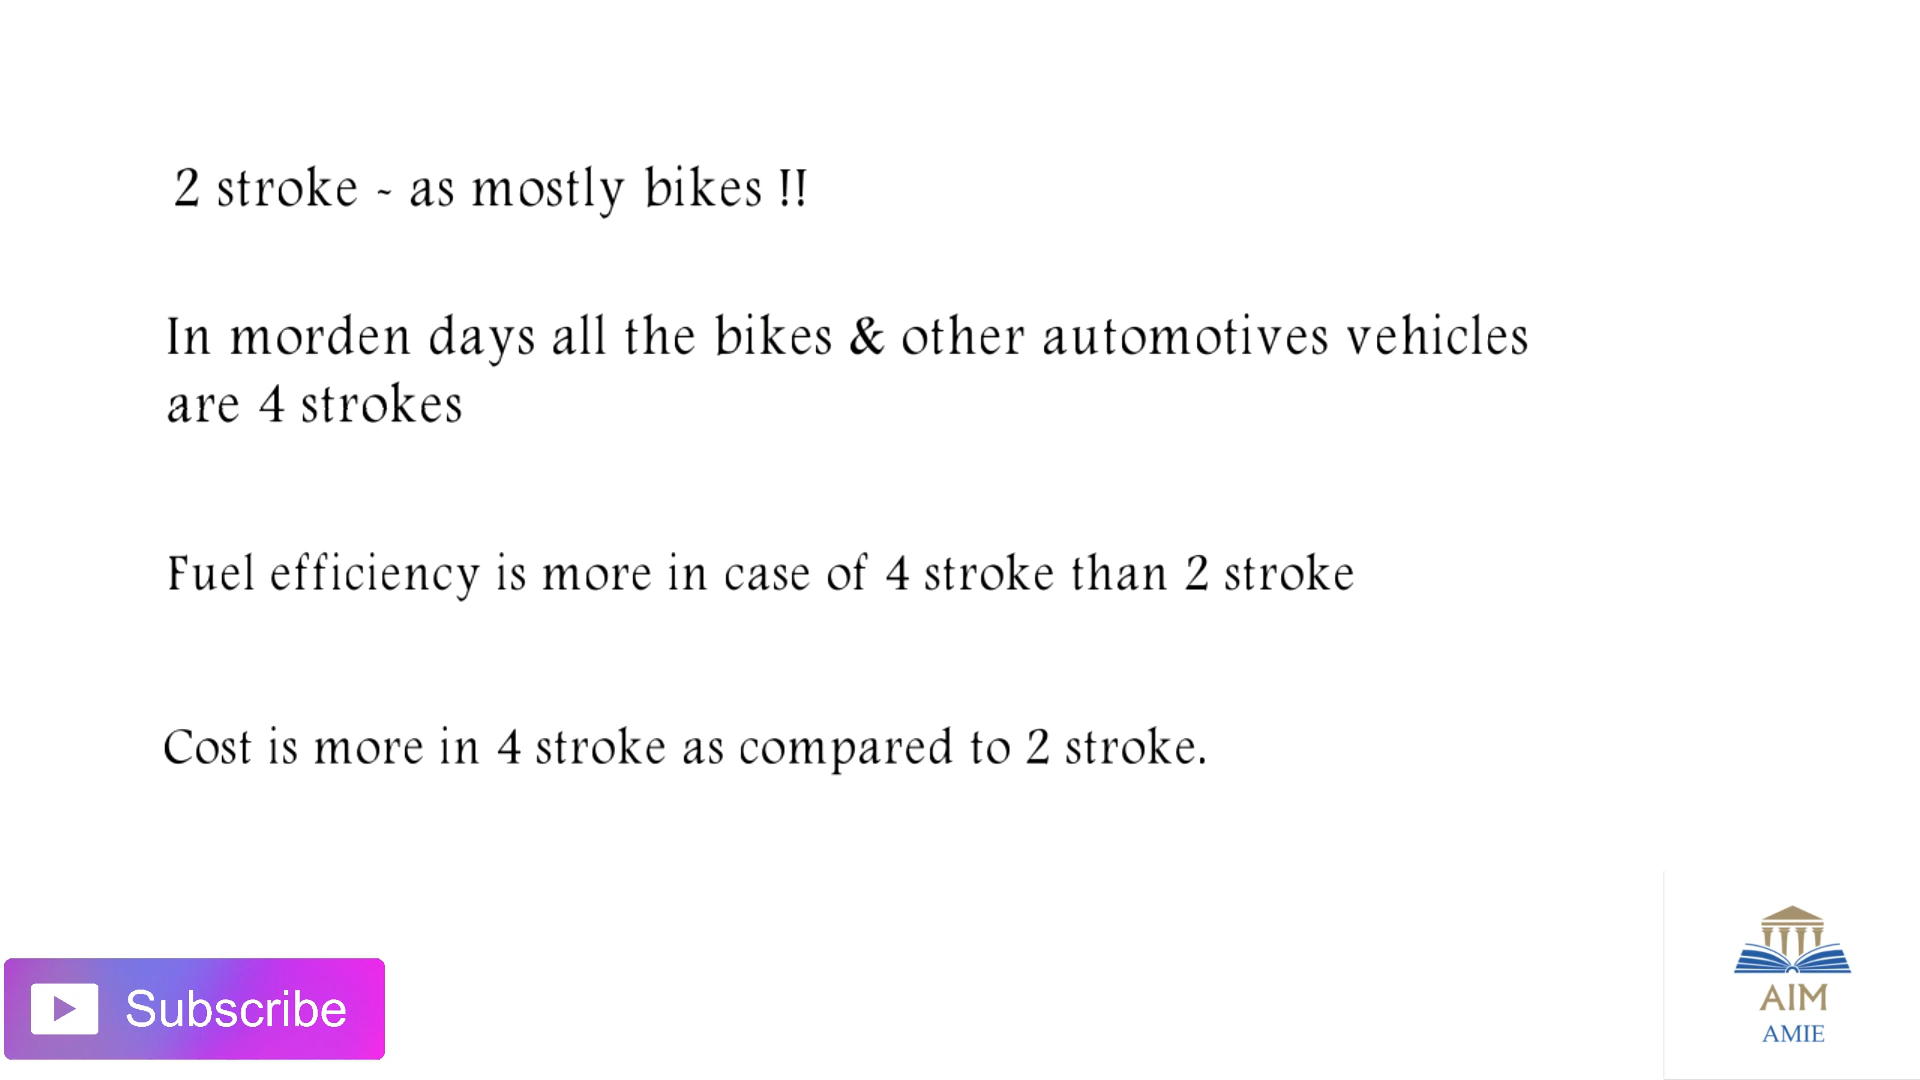 2 stroke - as mostly bikes !!
In morden days all the bikes & other automotives vehicles
are 4 strokes
Fuel efficiency is more in case of 4 stroke than 2 stroke
Cost is more in 4 stroke as compared to 2 stroke.
Subscribe
AIM
AMIE